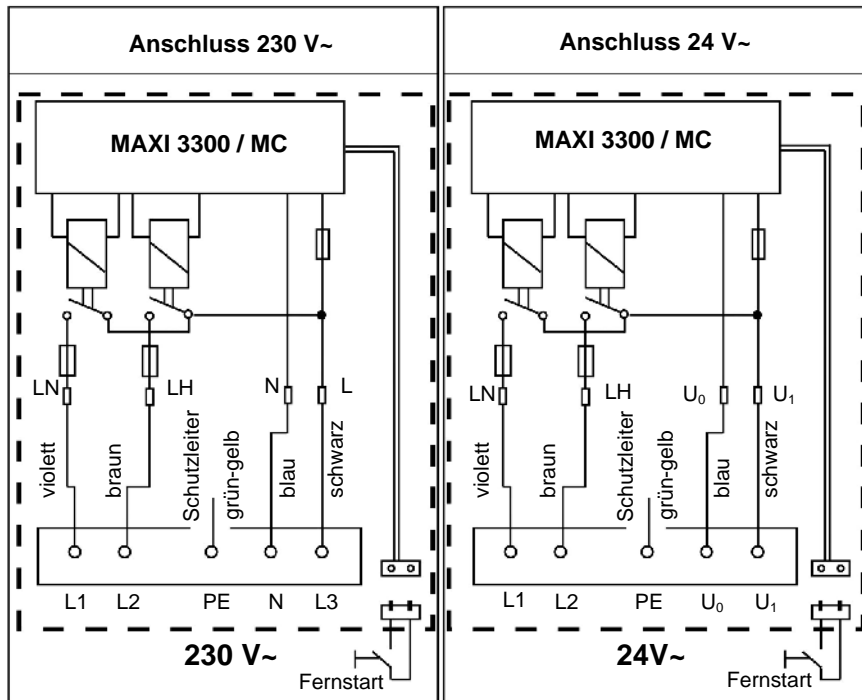 Anschluss 230 V~
MAXI 3300 / MC
LN
LH
N
L
violett
braun
Schutzleiter
grün-gelb
blau
schwarz
L1 L2 PE N L3
230 V~
Fernstart
Anschluss 24 V~
MAXI 3300 / MC
LN
LH
U₀
U₁
violett
braun
Schutzleiter
grün-gelb
blau
schwarz
L1 L2 PE U₀ U₁
24V~
Fernstart